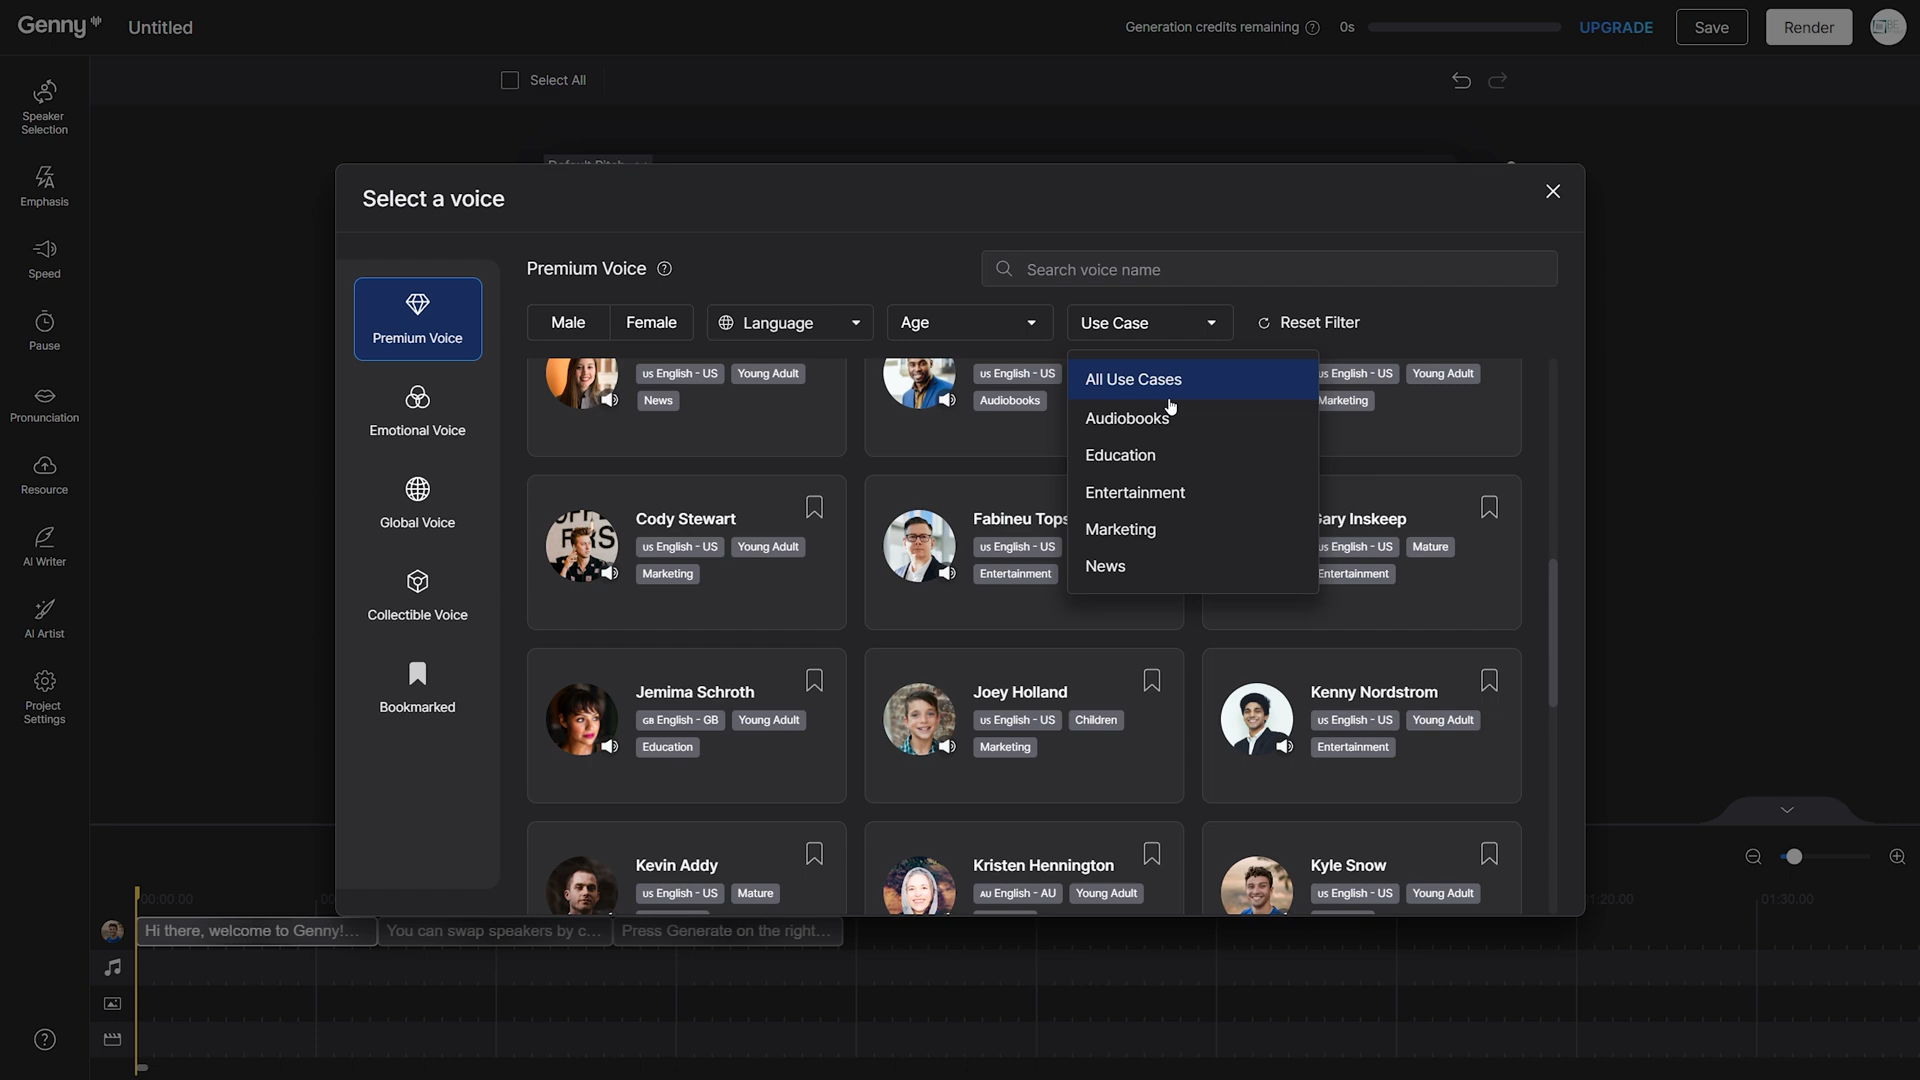 Genny
Untitled
Generation credits remaining
0s
UPGRADE
Save
Render
Select All
Speaker
Selection
Emphasis
Speed
Pause
Pronunciation
Resource
AI Writer
AI Artist
Project
Settings
Select a voice
Premium Voice
Emotional Voice
Global Voice
Collectible Voice
Bookmarked
Premium Voice
Search voice name
Male
Female
Language
Age
Use Case
Reset Filter
All Use Cases
Audiobooks
Education
Entertainment
Marketing
News
US English - US
Young Adult
News
US English - US
Audiobooks
US English - US
Young Adult
Marketing
Cody Stewart
US English - US
Young Adult
Marketing
Fabineu Tops
US English - US
Entertainment
Gary Inskeep
US English - US
Mature
Entertainment
Jemima Schroth
GB English - GB
Young Adult
Education
Joey Holland
US English - US
Children
Marketing
Kenny Nordstrom
US English - US
Young Adult
Entertainment
Kevin Addy
US English - US
Mature
Kristen Hennington
AU English - AU
Young Adult
Kyle Snow
US English - US
Young Adult
00:00.00
1:20.00
01:30.00
Hi there, welcome to Genny!...
You can swap speakers by c...
Press Generate on the right...